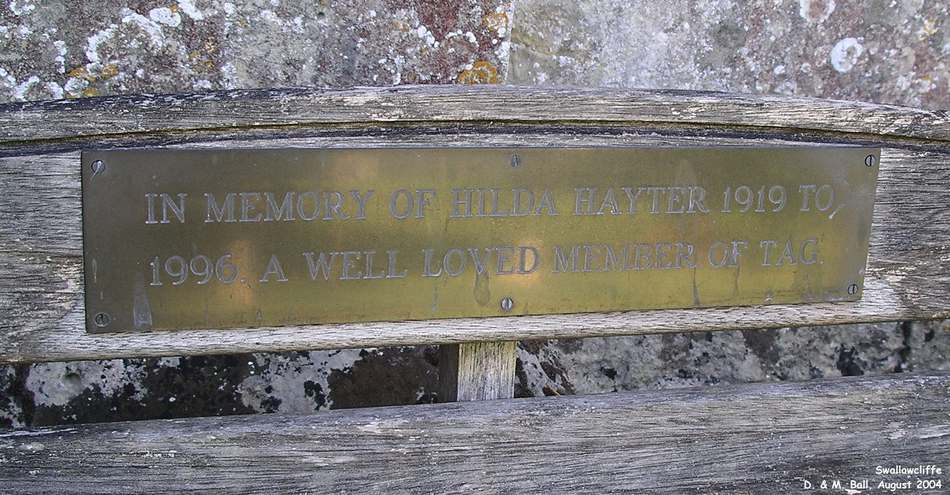 IN MEMORY OF HILDA HAYTER 1919 TO
1996. A WELL LOVED MEMBER OF TAG.
Swallowcliffe
D. & M. Ball, August 2004